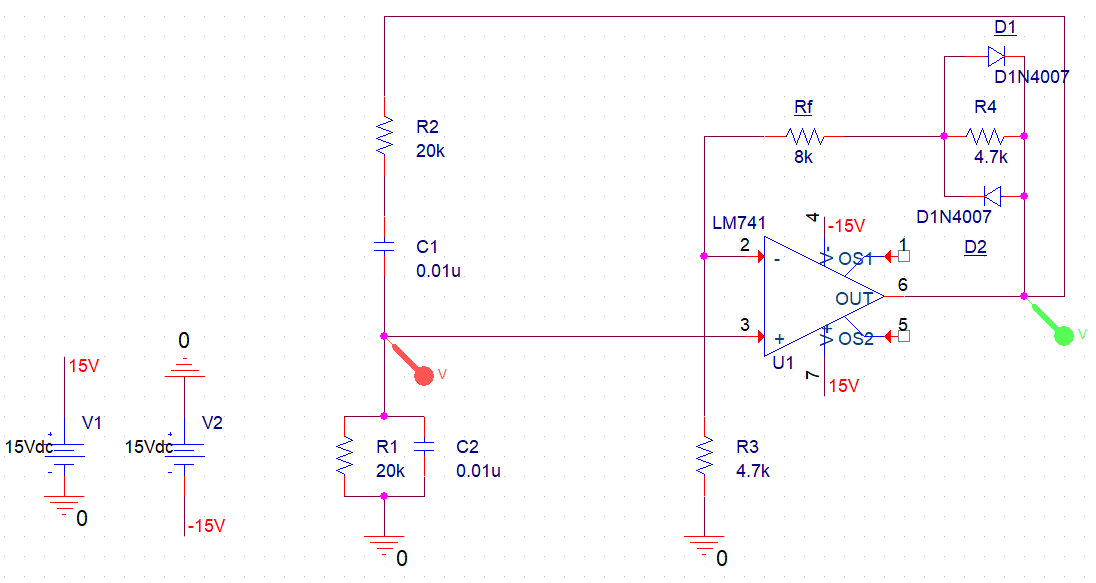 D1
D1N4007
R2
20k
Rf
8k
R4
4.7k
D1N4007
D2
LM741
4
-15V
2
-
V-
OS1
1
C1
0.01u
OUT
6
3
+
V+
OS2
5
U1
7
15V
V
V
0
15V
V1
15Vdc
+
-
0
V2
15Vdc
+
-
-15V
R1
20k
C2
0.01u
0
R3
4.7k
0